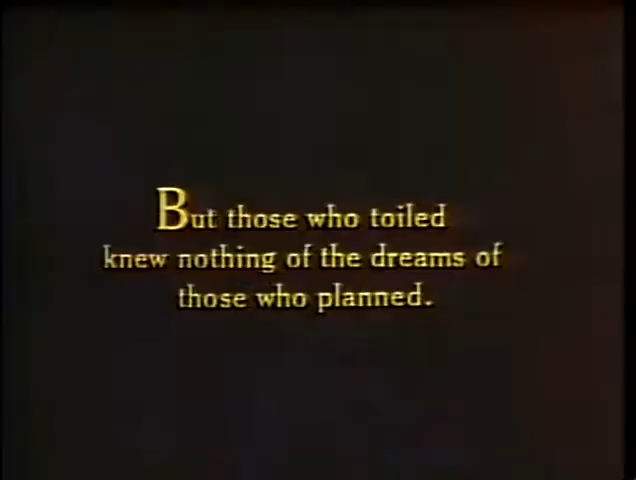 But those who toiled
knew nothing of the dreams of
those who planned.